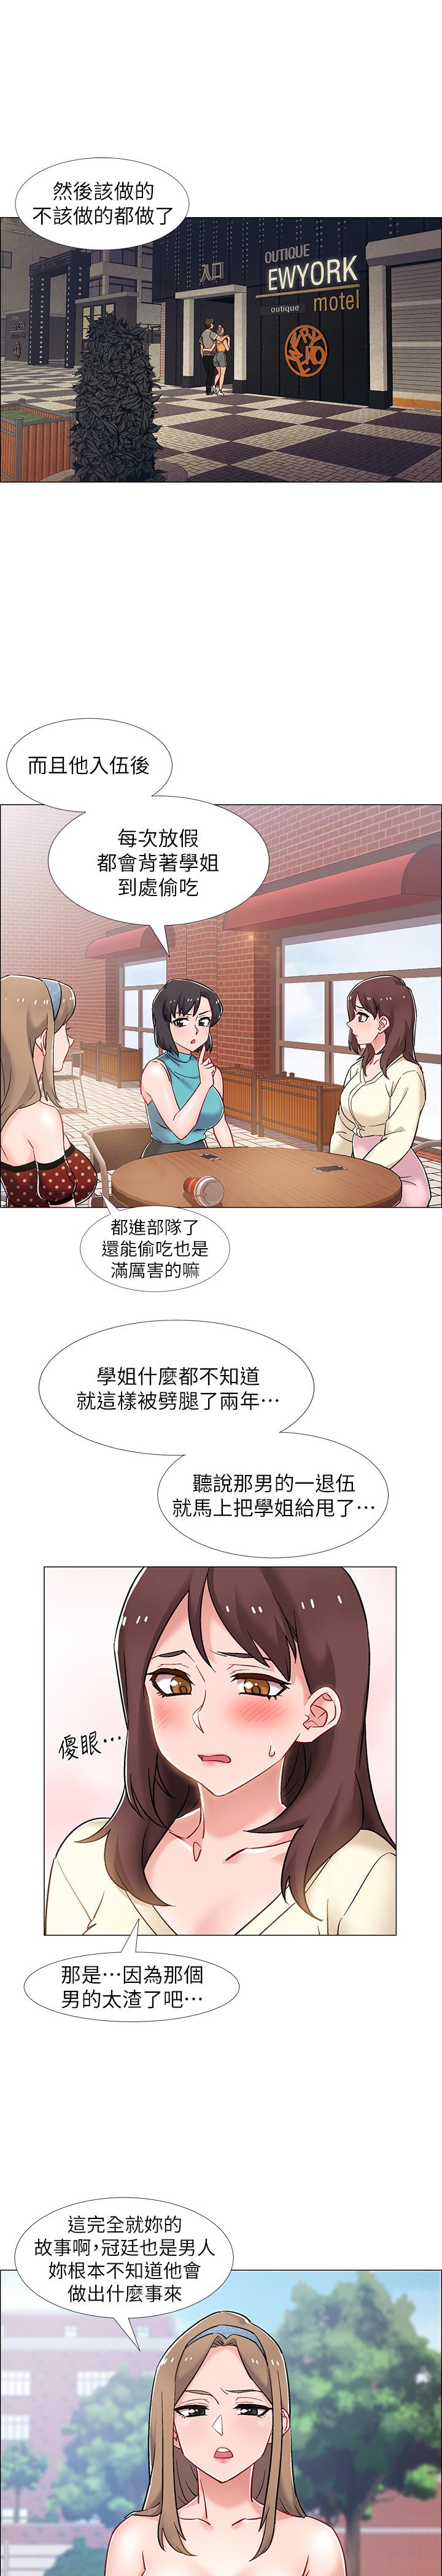 然後該做的
不該做的都做了
入口
OUTIQUE
EWYORK
outique
motel
而且他入伍後
每次放假
都會背著學姐
到處偷吃
都進部隊了
還能偷吃也是
滿厲害的嘛
學姐什麼都不知道
就這樣被劈腿了兩年⋯
聽說那男的一退伍
就馬上把學姐給甩了⋯
傻眼⋯
那是⋯因為那個
男的太渣了吧⋯
這完全就妳的
故事啊,冠廷也是男人
妳根本不知道他會
做出什麼事來